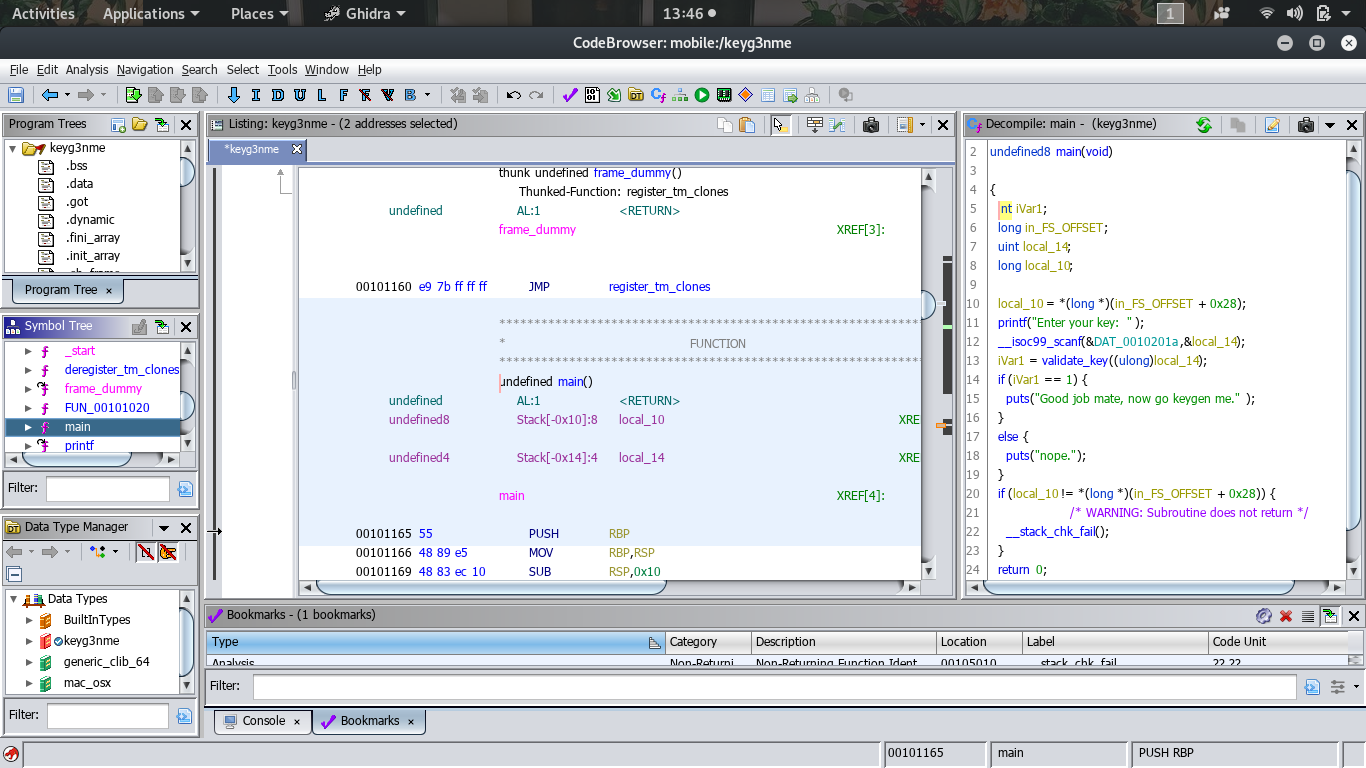 Activities Applications Places Ghidra 13:46 1
CodeBrowser: mobile:/keyg3nme
File Edit Analysis Navigation Search Select Tools Window Help
I D U L F F V B
Program Trees
keyg3nme
.bss
.data
.got
.dynamic
.fini_array
.init_array
Program Tree ×
Symbol Tree
_start
deregister_tm_clones
frame_dummy
FUN_00101020
main
printf
Filter:
Data Type Manager
Data Types
BuiltInTypes
keyg3nme
generic_clib_64
mac_osx
Filter:
Listing: keyg3nme - (2 addresses selected)
*keyg3nme
thunk undefined frame_dummy()
Thunked-Function: register_tm_clones
undefined AL:1 <RETURN>
frame_dummy XREF[3]:
00101160 e9 7b ff ff ff JMP register_tm_clones
* FUNCTION
undefined main()
undefined AL:1 <RETURN>
undefined8 Stack[-0x10]:8 local_10 XRE
undefined4 Stack[-0x14]:4 local_14 XRE
main XREF[4]:
00101165 55 PUSH RBP
00101166 48 89 e5 MOV RBP,RSP
00101169 48 83 ec 10 SUB RSP,0x10
Decompile: main - (keyg3nme)
2 undefined8 main(void)
3
4 {
5 nt iVar1;
6 long in_FS_OFFSET;
7 uint local_14;
8 long local_10;
9
10 local_10 = *(long *)(in_FS_OFFSET + 0x28);
11 printf("Enter your key:  ");
12 __isoc99_scanf(&DAT_0010201a,&local_14);
13 iVar1 = validate_key((ulong)local_14);
14 if (iVar1 == 1) {
15 puts("Good job mate, now go keygen me.");
16 }
17 else {
18 puts("nope.");
19 }
20 if (local_10 != *(long *)(in_FS_OFFSET + 0x28)) {
21 /* WARNING: Subroutine does not return */
22 __stack_chk_fail();
23 }
24 return 0;
Bookmarks - (1 bookmarks)
Type Category Description Location Label Code Unit
Analysis Non-Returni Non-Returning Function Ident 00105010 __stack_chk_fail ?? ??
Filter:
Console × Bookmarks ×
00101165 main PUSH RBP